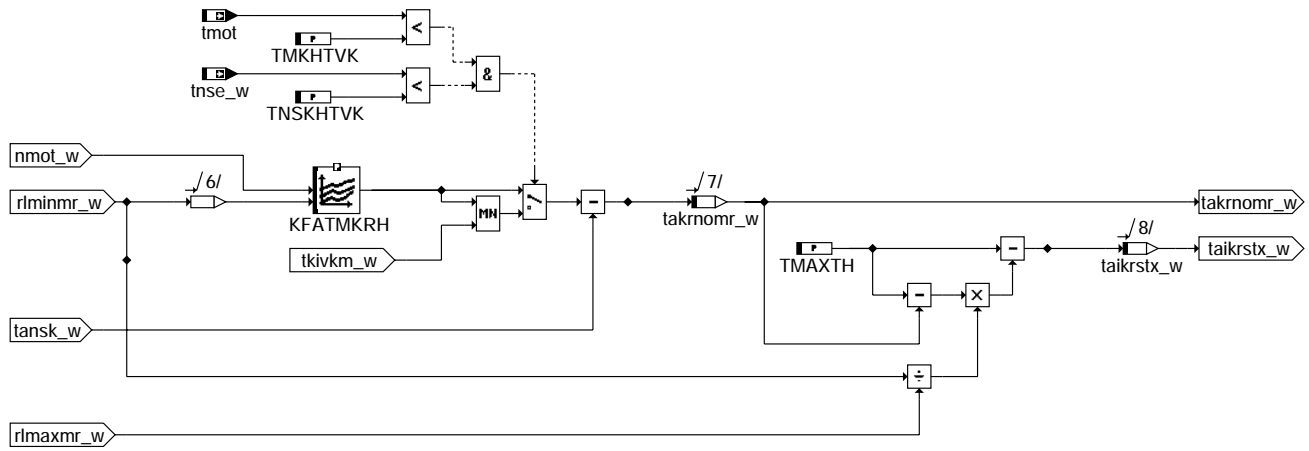 tmot
P
TMKHTVK
<
tnse_w
P
TNSKHTVK
<
&
nmot_w
rlminmr_w
/6/
P
KFATMKRH
MN
tkivkm_w
-
/7/
takrnomr_w
takrnomr_w
P
TMAXTH
-
/8/
taikrstx_w
taikrstx_w
-
×
tansk_w
÷
rlmaxmr_w